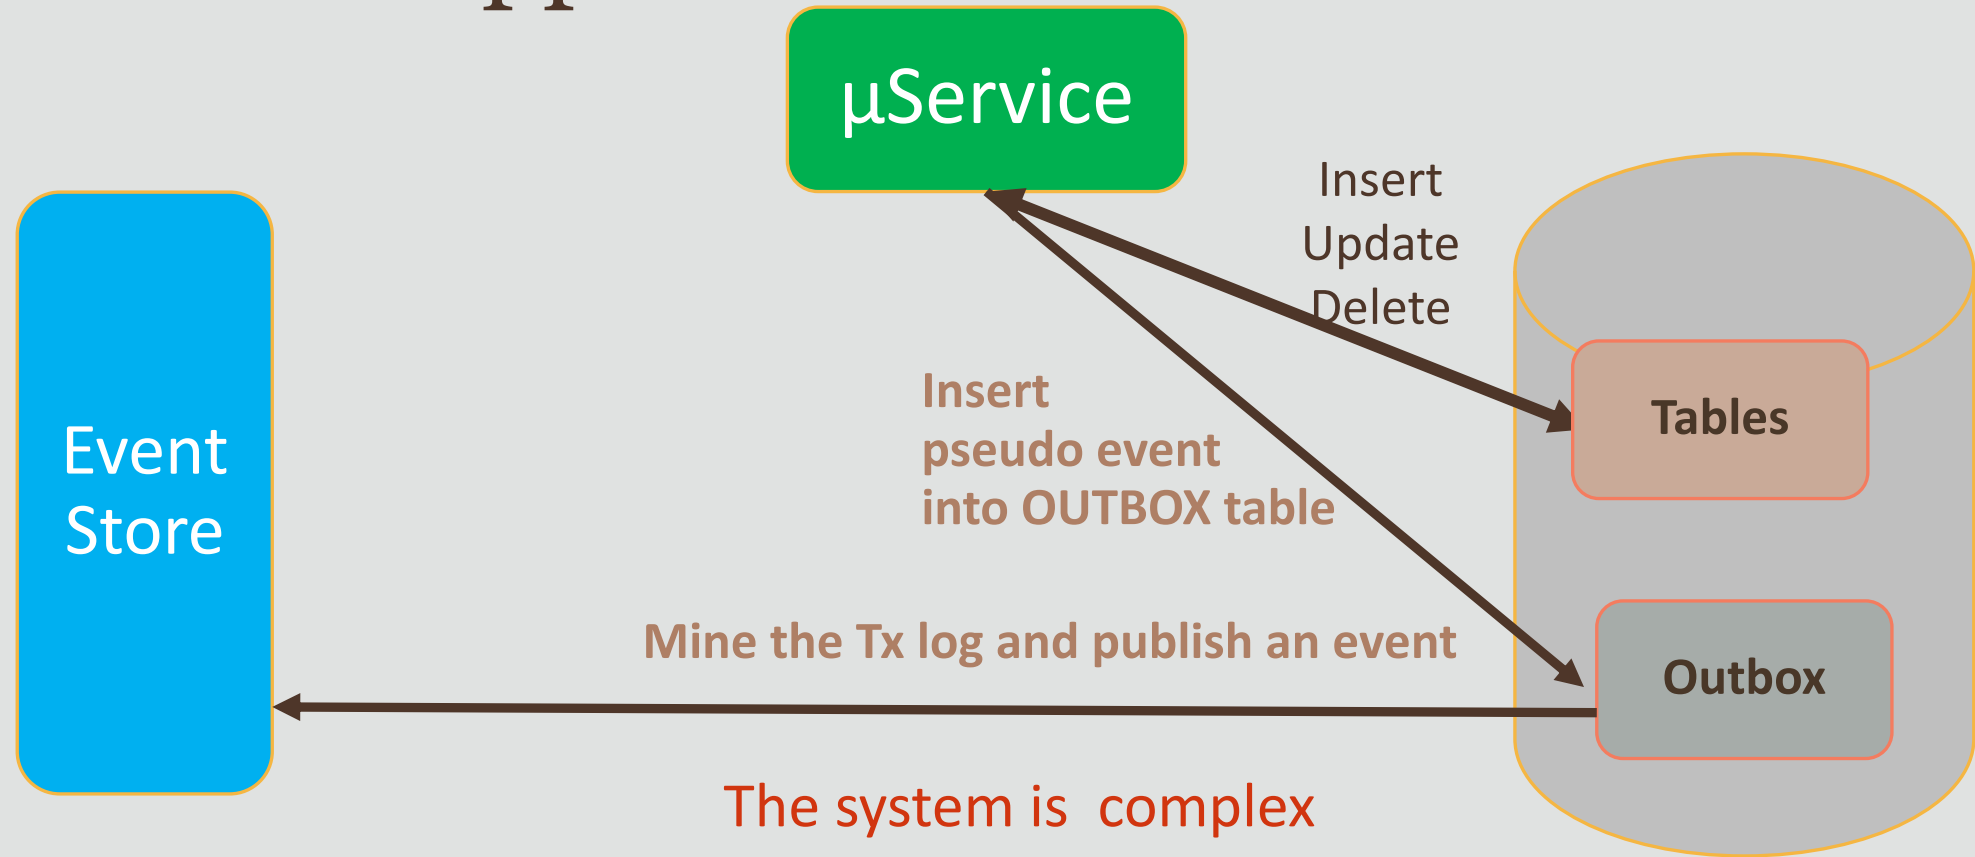 µService
Insert
Update
Delete
Insert
pseudo event
into OUTBOX table
Tables
Event
Store
Mine the Tx log and publish an event
Outbox
The system is  complex